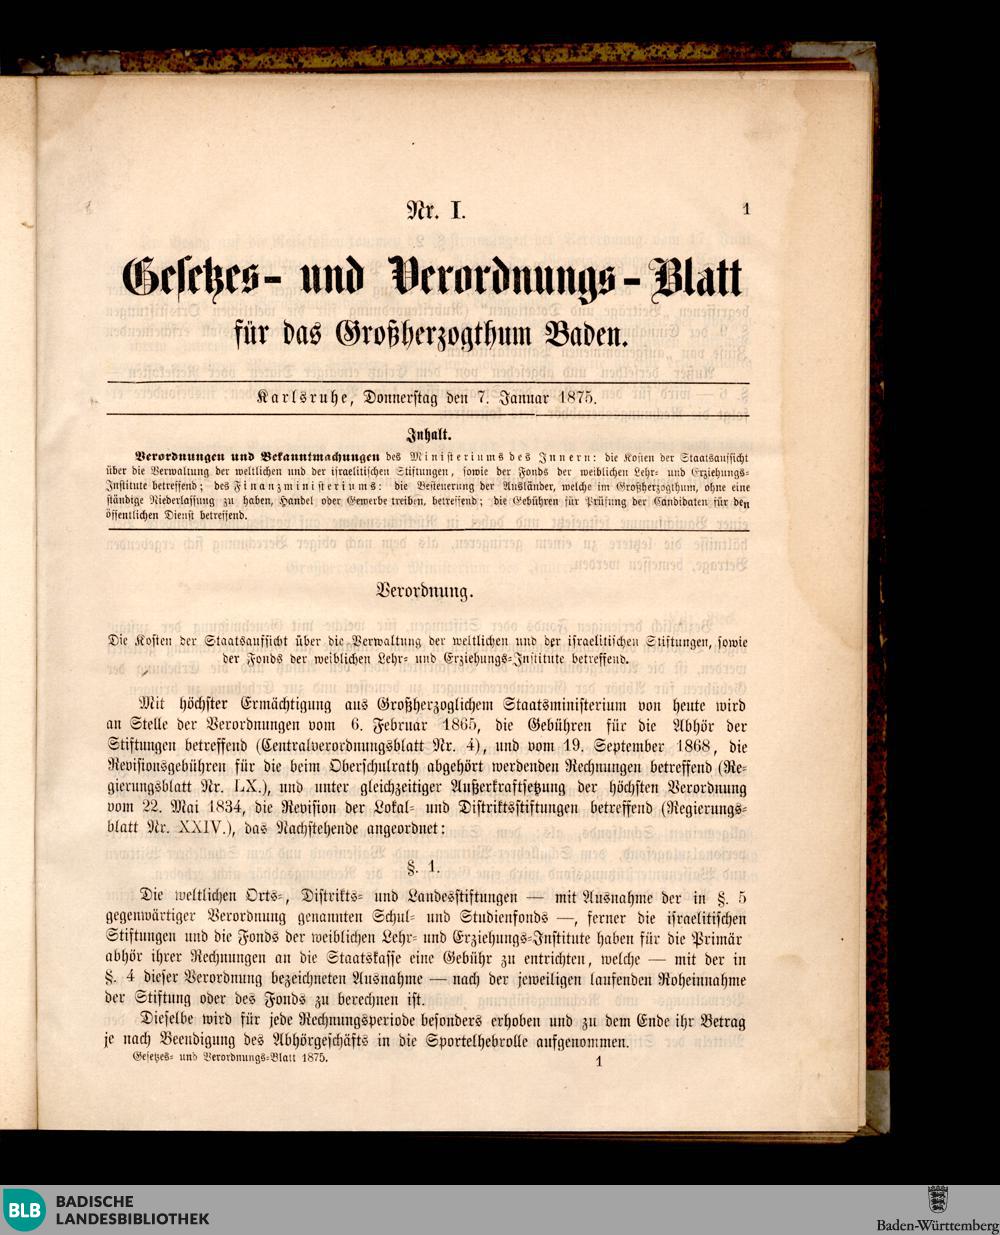 Nr. I.
1
Gesetzes- und Verordnungs-Blatt
für das Großherzogthum Baden.
Karlsruhe, Donnerstag den 7. Januar 1875.
Inhalt.
Verordnungen und Bekanntmachungen des Ministeriums des Innern: die Kosten der Staatsaufsicht
über die Verwaltung der weltlichen und der israelitischen Stiftungen, sowie der Fonds der weiblichen Lehr- und Erziehungs-
Institute betreffend; des Finanzministeriums: die Besteuerung der Ausländer, welche im Großherzogthum, ohne eine
ständige Niederlassung zu haben, Handel oder Gewerbe treiben, betreffend; die Gebühren für Prüfung der Candidaten für den
öffentlichen Dienst betreffend.
Verordnung.
Die Kosten der Staatsaufsicht über die Verwaltung der weltlichen und der israelitischen Stiftungen, sowie
der Fonds der weiblichen Lehr- und Erziehungs-Institute betreffend.
Mit höchster Ermächtigung aus Großherzoglichem Staatsministerium von heute wird
an Stelle der Verordnungen vom 6. Februar 1865, die Gebühren für die Abhör der
Stiftungen betreffend (Centralverordnungsblatt Nr. 4), und vom 19. September 1868, die
Revisionsgebühren für die beim Oberschulrath abgehört werdenden Rechnungen betreffend (Re-
gierungsblatt Nr. LX.), und unter gleichzeitiger Außerkraftsetzung der höchsten Verordnung
vom 22. Mai 1834, die Revision der Lokal- und Distriktsstiftungen betreffend (Regierungs-
blatt Nr. XXIV.), das Nachstehende angeordnet:
§. 1.
Die weltlichen Orts-, Distrikts- und Landesstiftungen — mit Ausnahme der in §. 5
gegenwärtiger Verordnung genannten Schul- und Studienfonds —, ferner die israelitischen
Stiftungen und die Fonds der weiblichen Lehr- und Erziehungs-Institute haben für die Primär
abhör ihrer Rechnungen an die Staatskasse eine Gebühr zu entrichten, welche — mit der in
§. 4 dieser Verordnung bezeichneten Ausnahme — nach der jeweiligen laufenden Roheinnahme
der Stiftung oder des Fonds zu berechnen ist.
Dieselbe wird für jede Rechnungsperiode besonders erhoben und zu dem Ende ihr Betrag
je nach Beendigung des Abhörgeschäfts in die Sportelhebrolle aufgenommen.
Gesetzes- und Verordnungs-Blatt 1875.
1
BLB BADISCHE
LANDESBIBLIOTHEK
Baden-Württemberg